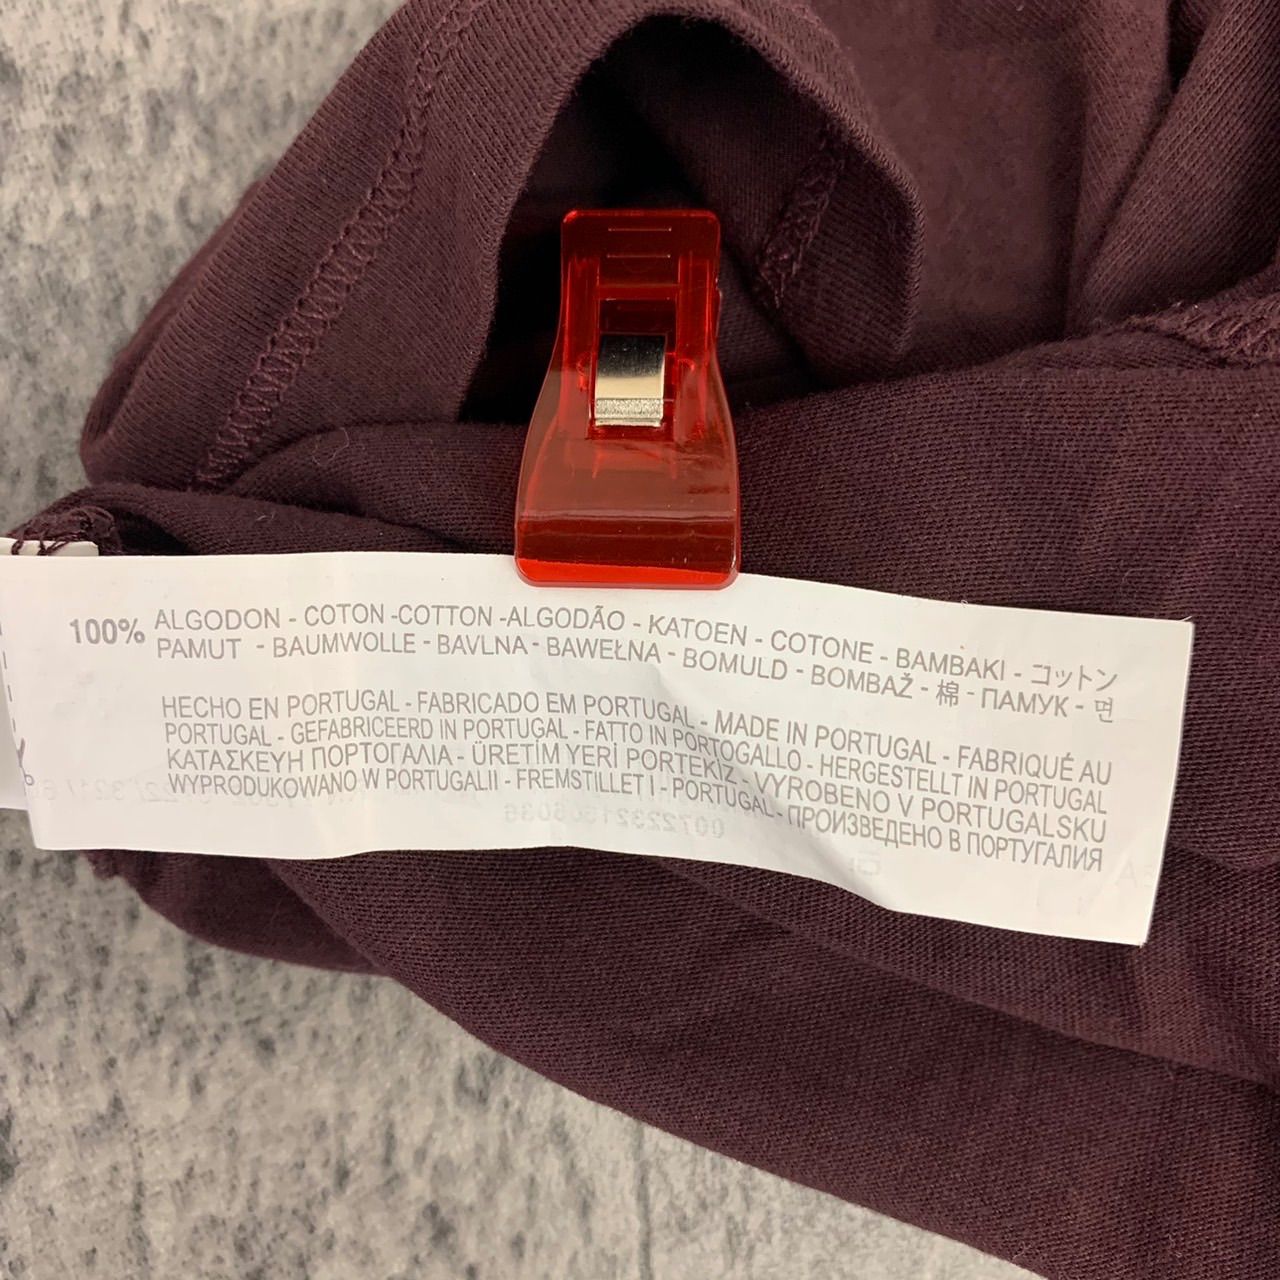 100% ALGODON - COTON -COTTON -ALGODÃO - KATOEN - COTONE - BAMBAKI - コットン
PAMUT - BAUMWOLLE - BAVLNA - BAWEŁNA - BOMULD - BOMBAŽ - 棉 - ПАМУК - 면
HECHO EN PORTUGAL - FABRICADO EM PORTUGAL - MADE IN PORTUGAL - FABRIQUÉ AU
PORTUGAL - GEFABRICEERD IN PORTUGAL - FATTO IN PORTOGALLO - HERGESTELLT IN PORTUGAL
ΚΑΤΑΣΚΕΥΗ ΠΟΡΤΟΓΑΛΙΑ - ÜRETİM YERİ PORTEKİZ - VYROBENO V PORTUGALSKU
WYPRODUKOWANO W PORTUGALII - FREMSTILLET I - PORTUGAL- ПРОИЗВЕДЕНО В ПОРТУГАЛИЯ